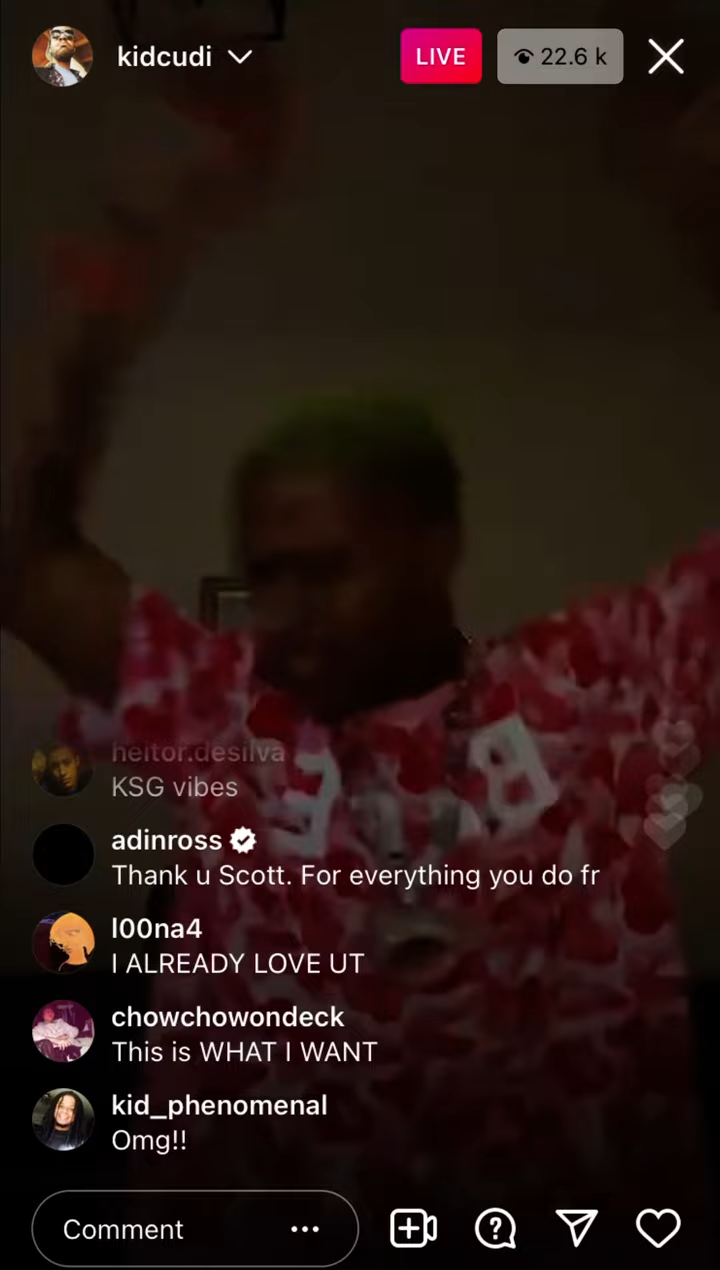 kidcudi
LIVE
22.6 k
heitor.desilva
KSG vibes
adinross
Thank u Scott. For everything you do fr
l00na4
I ALREADY LOVE UT
chowchowondeck
This is WHAT I WANT
kid_phenomenal
Omg!!
Comment